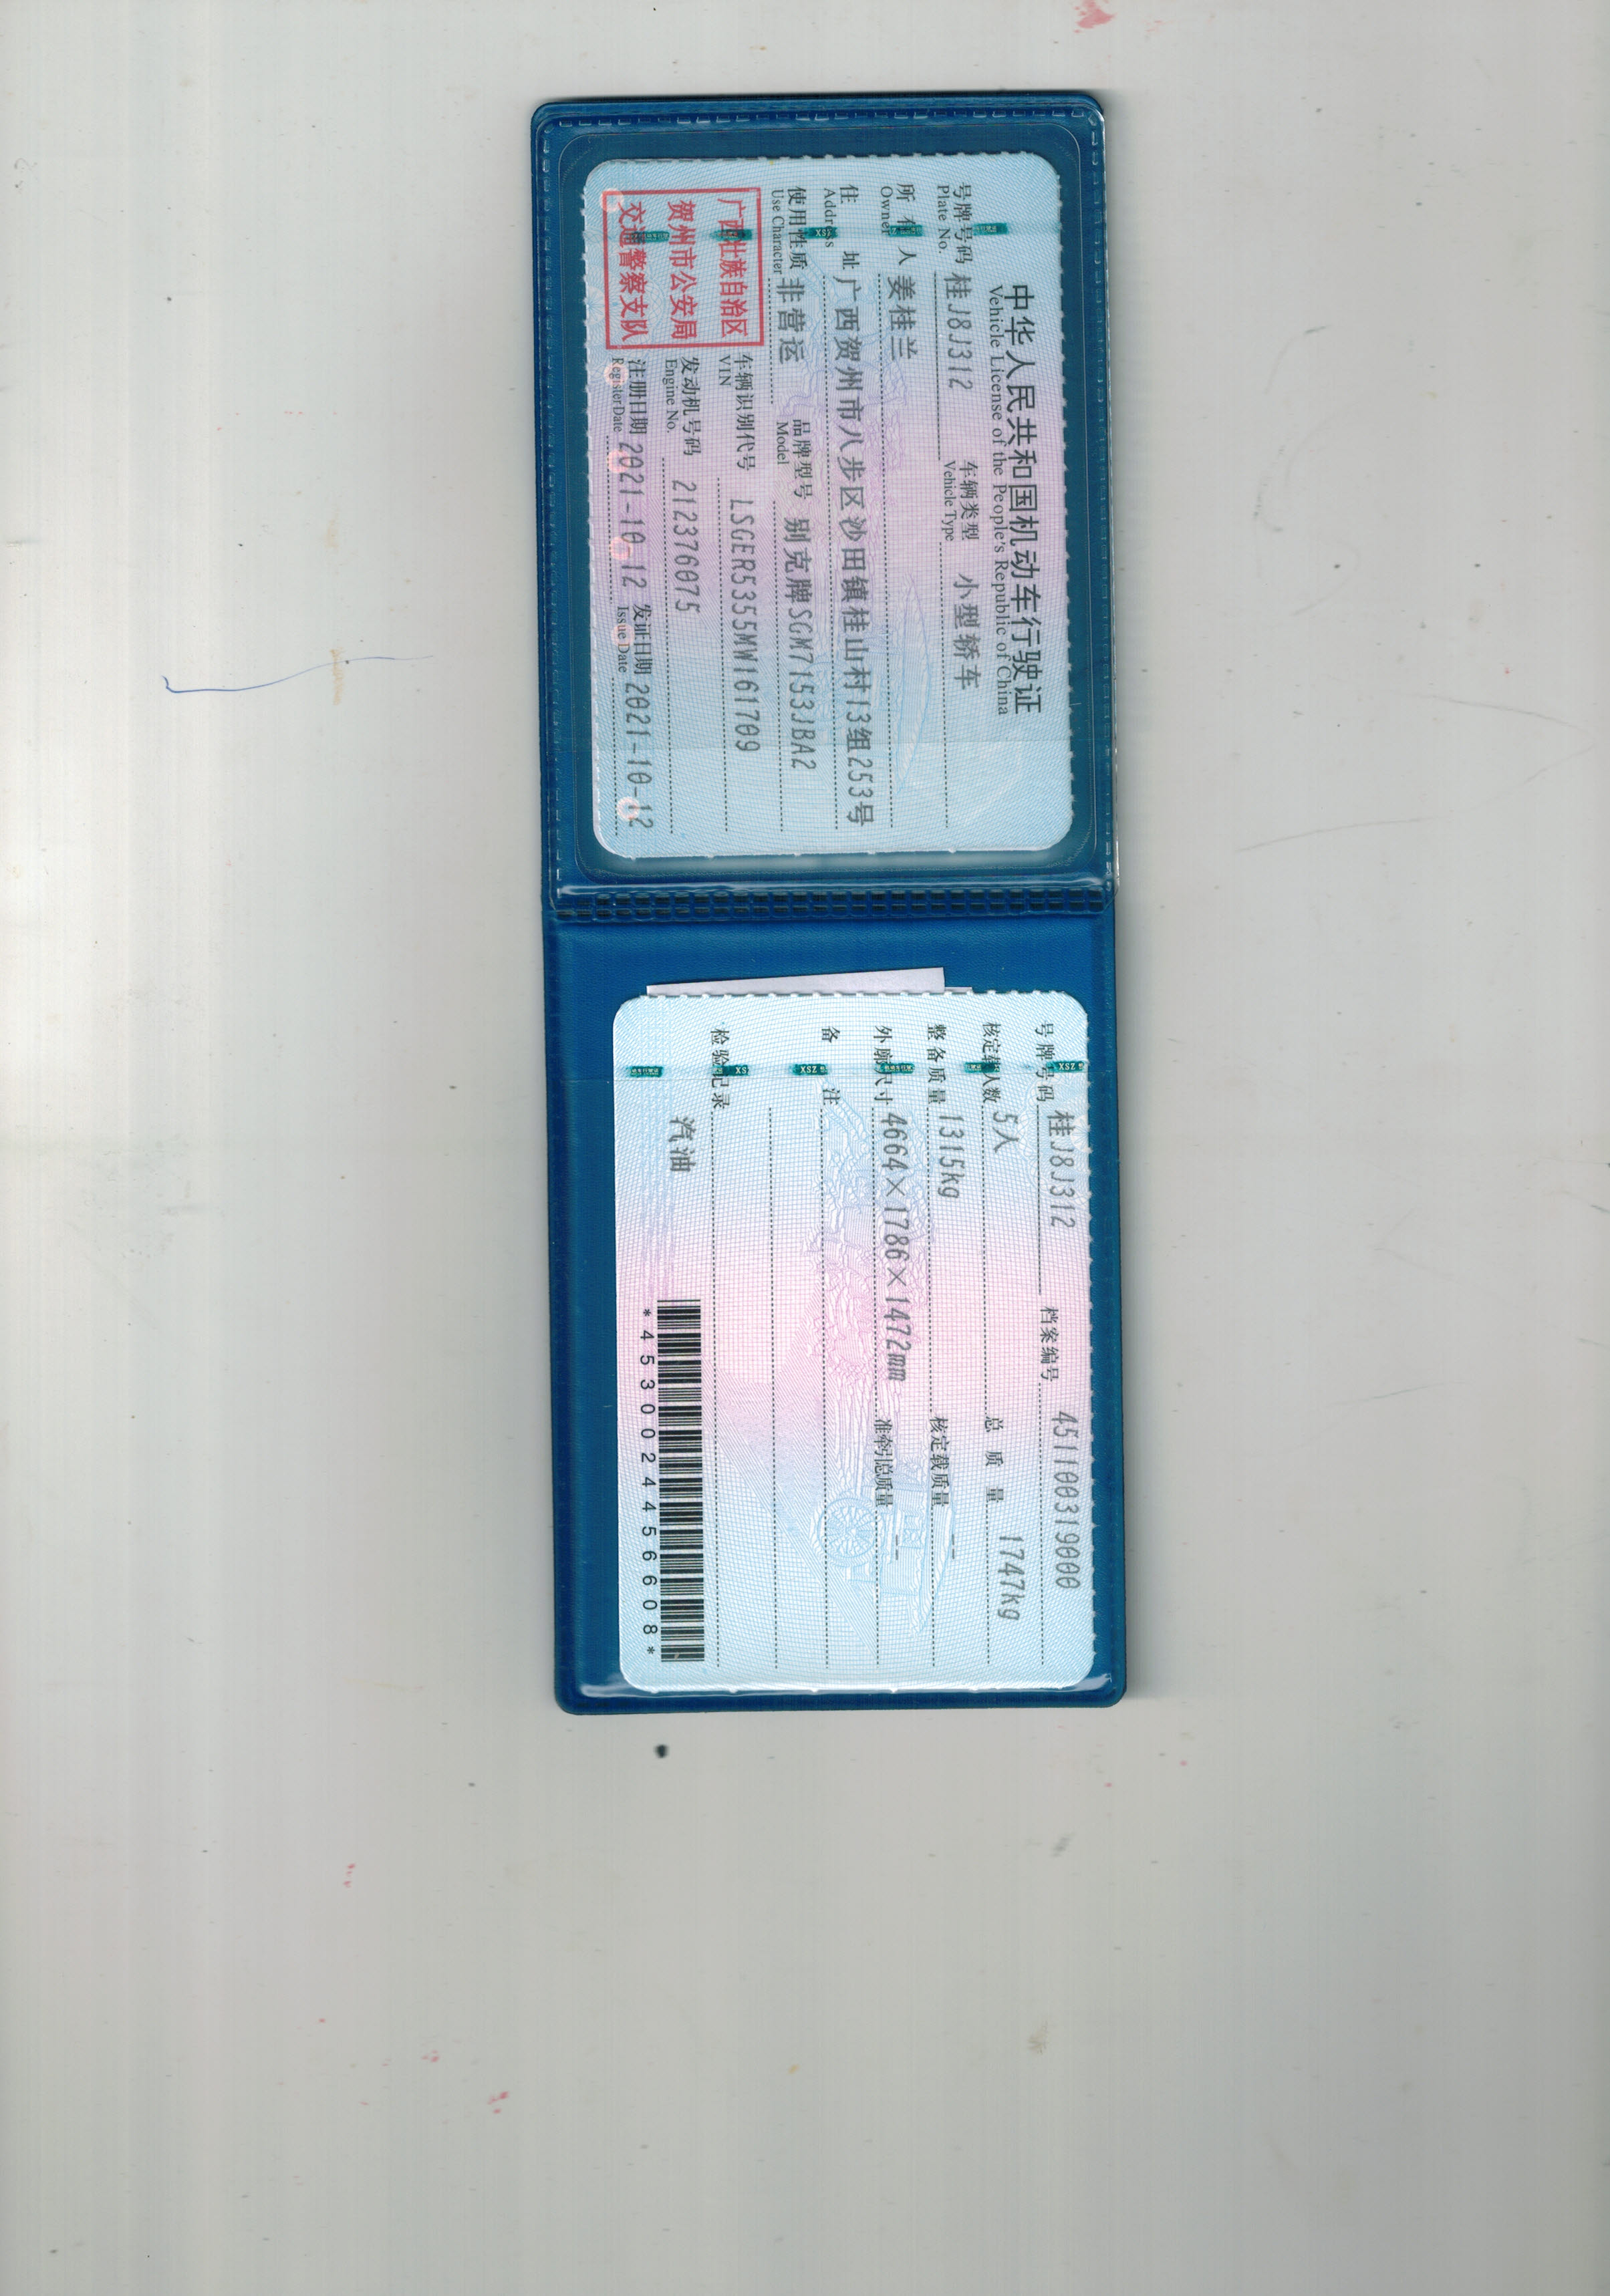 中华人民共和国机动车行驶证
Vehicle License of the People's Republic of China
号牌号码 桂J8J312 车辆类型 小型轿车
Plate No. Vehicle Type
所有人 姜桂兰
Owner
住址 广西贺州市八步区沙田镇桂山村13组253号
Address
使用性质 非营运 品牌型号 别克牌SGM7153JBA2
Use Character Model
广西壮族自治区
贺州市公安局
交通警察支队
车辆识别代号 LSGER5355MW161709
VIN
发动机号码 212376075
Engine No.
注册日期 2021-10-12 发证日期 2021-10-12
Register Date Issue Date
号牌号码 桂J8J312 档案编号 451100319000
核定载人数 5人 总质量 1747kg
整备质量 1315kg 核定载质量 --
外廓尺寸 4664×1786×1472mm 准牵引总质量 --
备注
检验记录
汽油
*4530024456608*